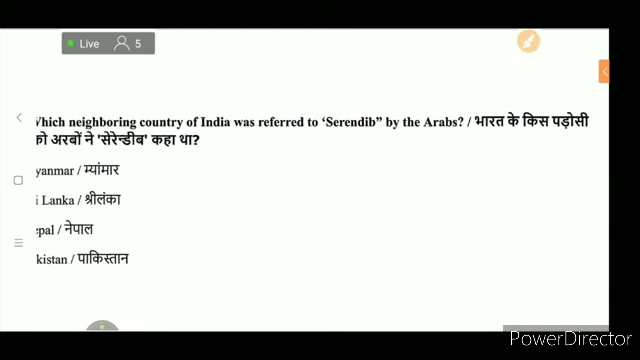 Live 5
Which neighboring country of India was referred to ‘Serendib” by the Arabs? / भारत के किस पड़ोसी
को अरबों ने 'सेरेन्डीब' कहा था?
yanmar / म्यांमार
i Lanka / श्रीलंका
epal / नेपाल
kistan / पाकिस्तान
PowerDirector